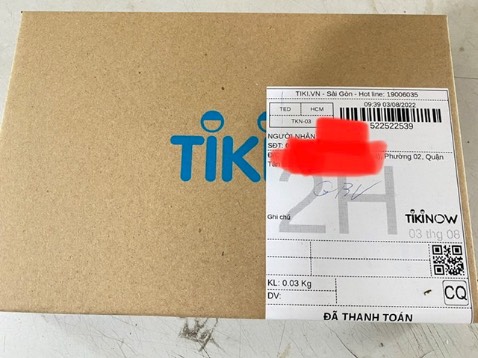 TIKI
TIKI.VN - Sài Gòn - Hot line: 19006035
TED
HCM
09:39 03/08/2022
TKN-03
522522539
NGƯỜI NHẬN
SĐT:
Phường 02, Quận
2H
Ghi chú
TIKINOW
03 thg 08
KL: 0.03 Kg
DV:
CQ
ĐÃ THANH TOÁN